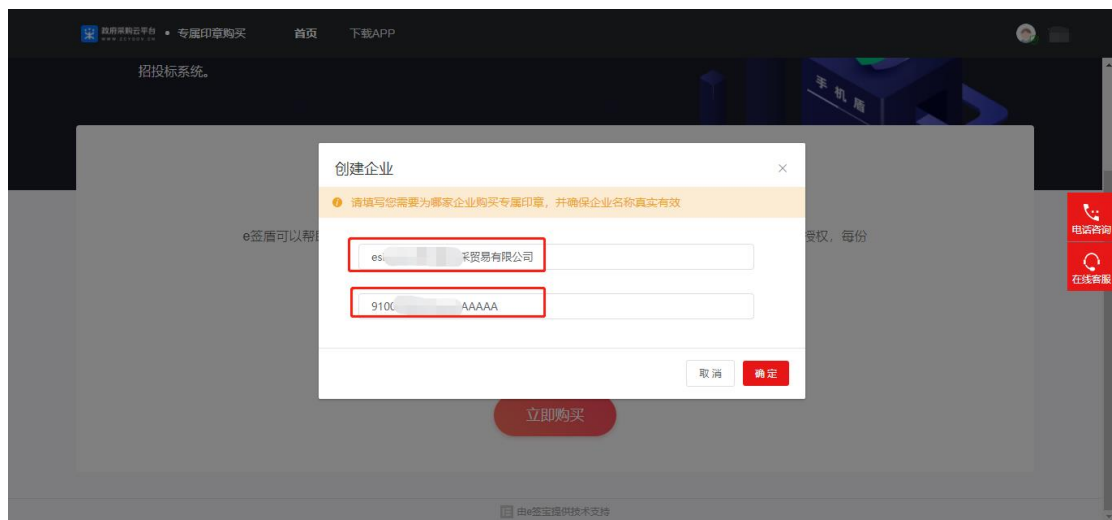 政府采购云平台 • 专属印章购买 首页 下载APP
招投标系统。
手机盾
创建企业
请填写您需要为哪家企业购买专属印章，并确保企业名称真实有效
e签盾可以帮
受权，每份
es 采贸易有限公司
9100 AAAAA
取消 确定
立即购买
电话咨询
在线客服
由e签宝提供技术支持